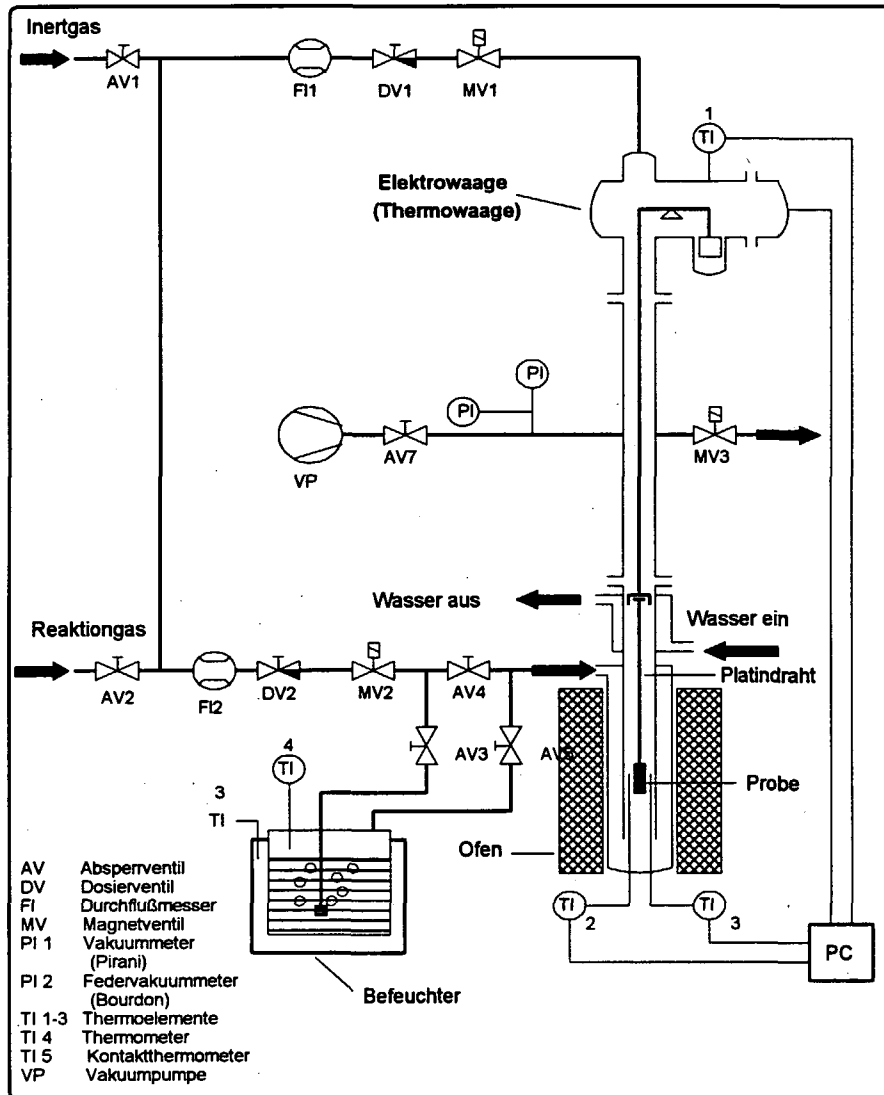 Inertgas
AV1
FI1
DV1
MV1
1
TI
Elektrowaage
(Thermowaage)
PI
PI
VP
AV7
MV3
Wasser aus
Wasser ein
Reaktiongas
AV2
FI2
DV2
MV2
AV4
Platindraht
AV3
4
TI
3
TI
Probe
Ofen
TI
2
TI
3
PC
Befeuchter
AV Absperrventil
DV Dosierventil
FI Durchflußmesser
MV Magnetventil
PI 1 Vakuummeter
(Pirani)
PI 2 Federvakuummeter
(Bourdon)
TI 1-3 Thermoelemente
TI 4 Thermometer
TI 5 Kontaktthermometer
VP Vakuumpumpe